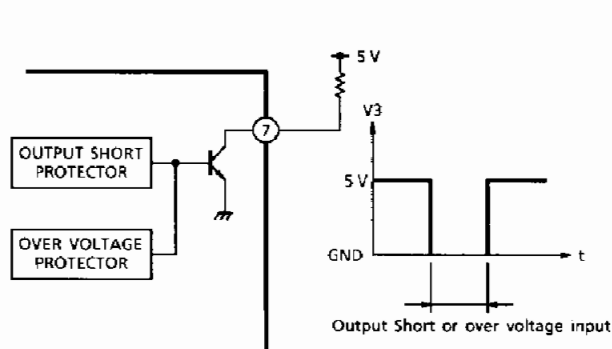 5 V
V3
7
OUTPUT SHORT
PROTECTOR
5 V
OVER VOLTAGE
PROTECTOR
GND
t
Output Short or over voltage input